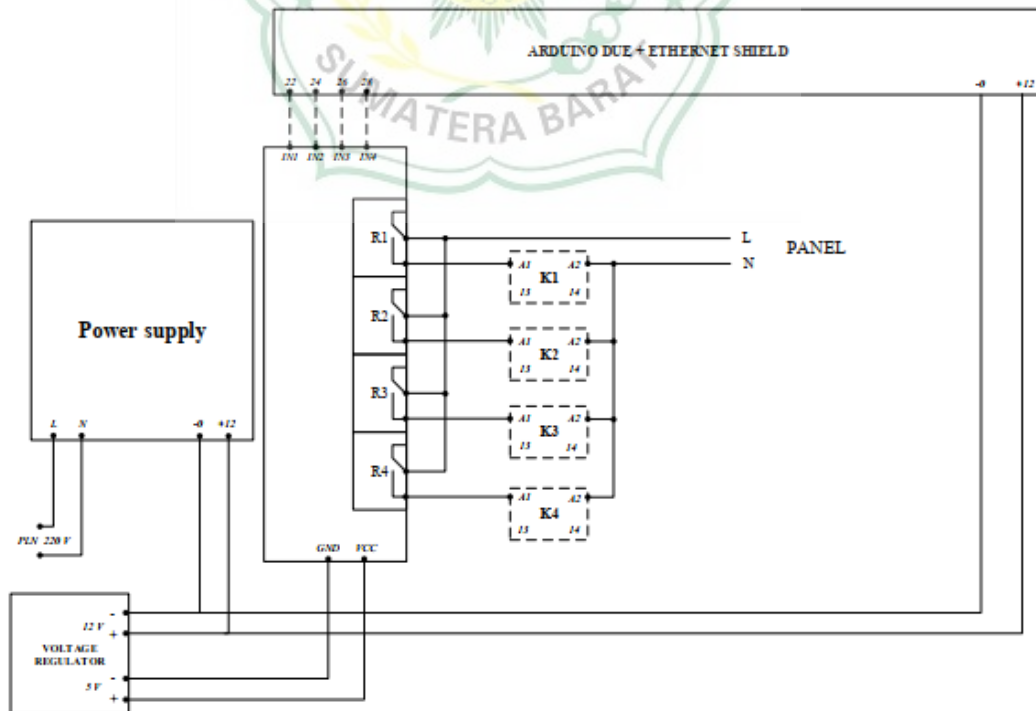 ARDUINO DUE + ETHERNET SHIELD
22 24 26 28
-0 +12
SUMATERA BARAT
IN1 IN2 IN3 IN4
R1
L
PANEL
N
A1 A2
K1
13 14
R2
A1 A2
K2
13 14
Power supply
R3
A1 A2
K3
13 14
L N -0 +12
R4
A1 A2
K4
13 14
PLN 220 V
GND VCC
-
12 V
+
VOLTAGE
REGULATOR
-
5 V
+